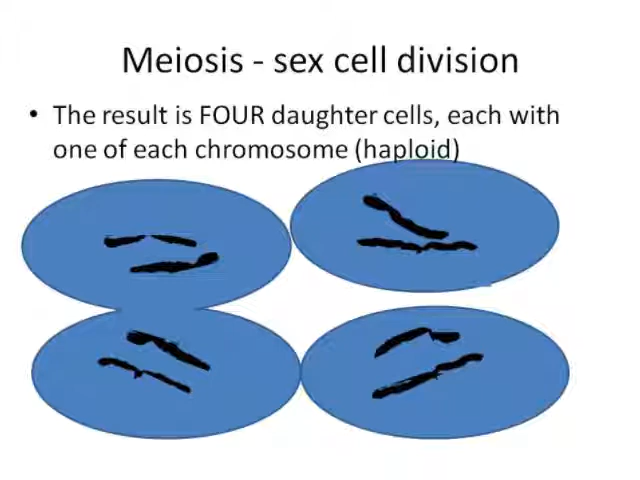 Meiosis - sex cell division
• The result is FOUR daughter cells, each with
one of each chromosome (haploid)